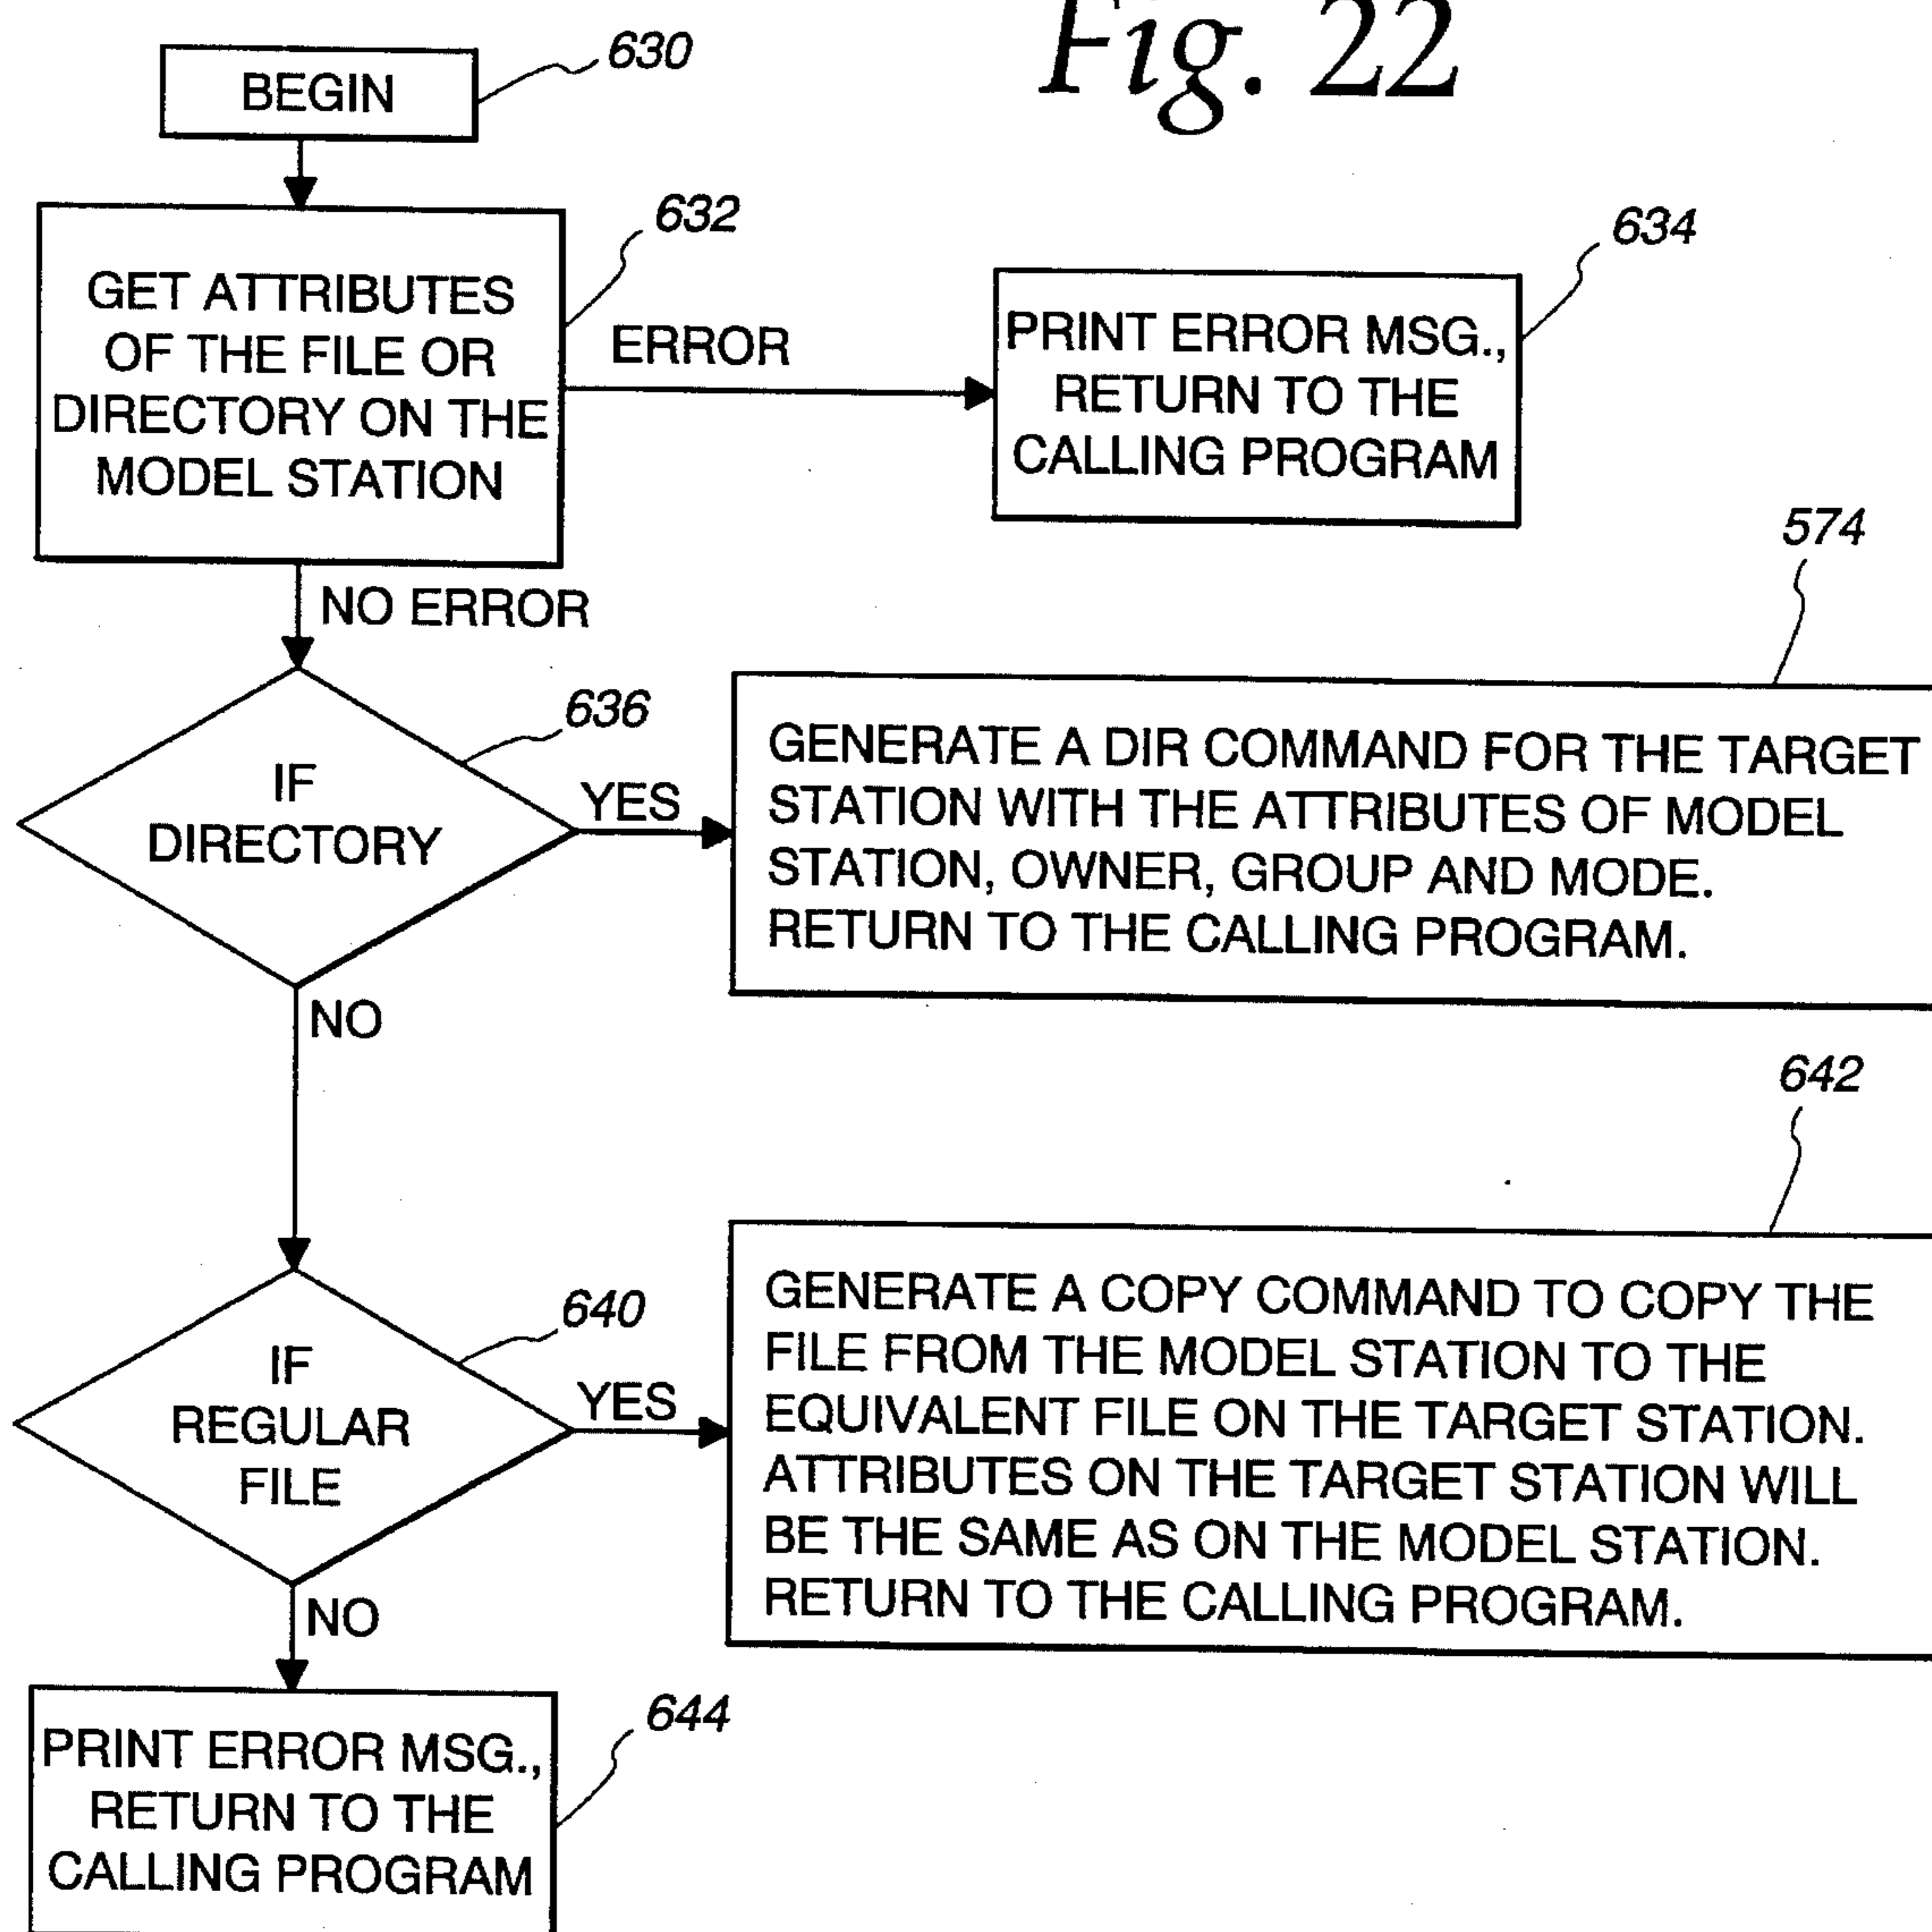 Fig. 22
BEGIN
630
GET ATTRIBUTES
OF THE FILE OR
DIRECTORY ON THE
MODEL STATION
632
ERROR
PRINT ERROR MSG.,
RETURN TO THE
CALLING PROGRAM
634
NO ERROR
IF
DIRECTORY
636
YES
GENERATE A DIR COMMAND FOR THE TARGET
STATION WITH THE ATTRIBUTES OF MODEL
STATION, OWNER, GROUP AND MODE.
RETURN TO THE CALLING PROGRAM.
574
NO
IF
REGULAR
FILE
640
YES
GENERATE A COPY COMMAND TO COPY THE
FILE FROM THE MODEL STATION TO THE
EQUIVALENT FILE ON THE TARGET STATION.
ATTRIBUTES ON THE TARGET STATION WILL
BE THE SAME AS ON THE MODEL STATION.
RETURN TO THE CALLING PROGRAM.
642
NO
PRINT ERROR MSG.,
RETURN TO THE
CALLING PROGRAM
644